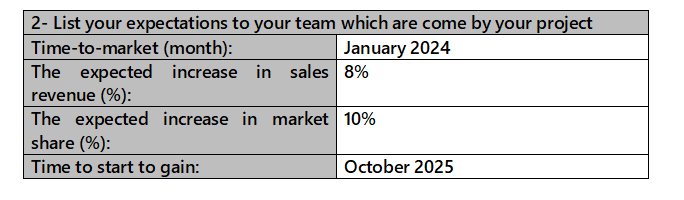 2- List your expectations to your team which are come by your project
Time-to-market (month): January 2024
The expected increase in sales 8%
revenue (%):
The expected increase in market 10%
share (%):
Time to start to gain: October 2025